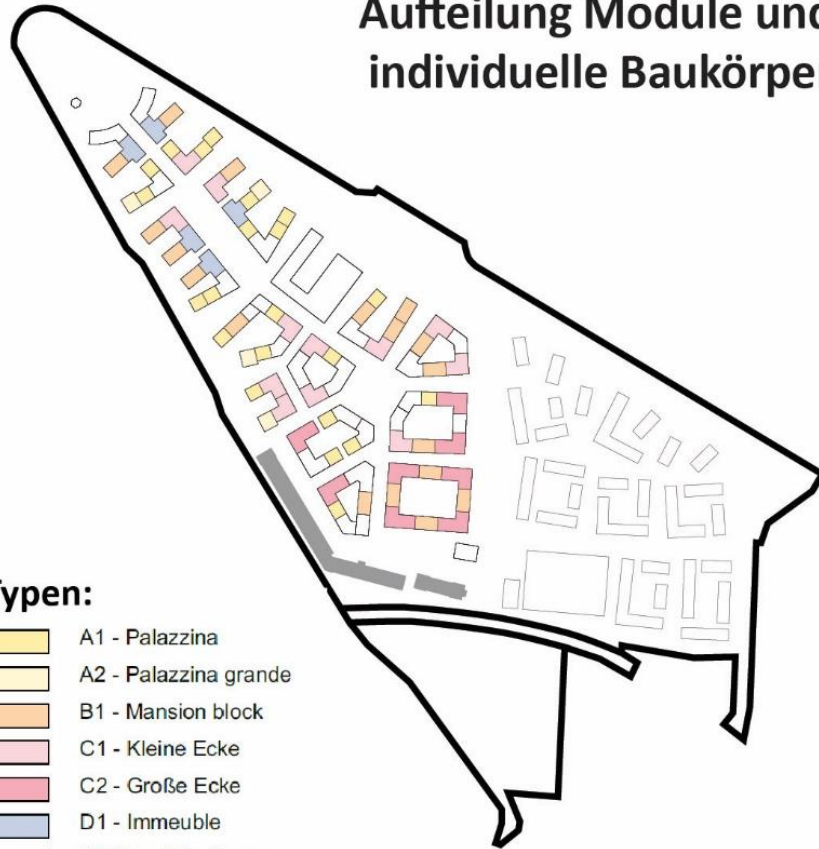 Aufteilung Module und
individuelle Baukörper
Typen:
A1 - Palazzina
A2 - Palazzina grande
B1 - Mansion block
C1 - Kleine Ecke
C2 - Große Ecke
D1 - Immeuble